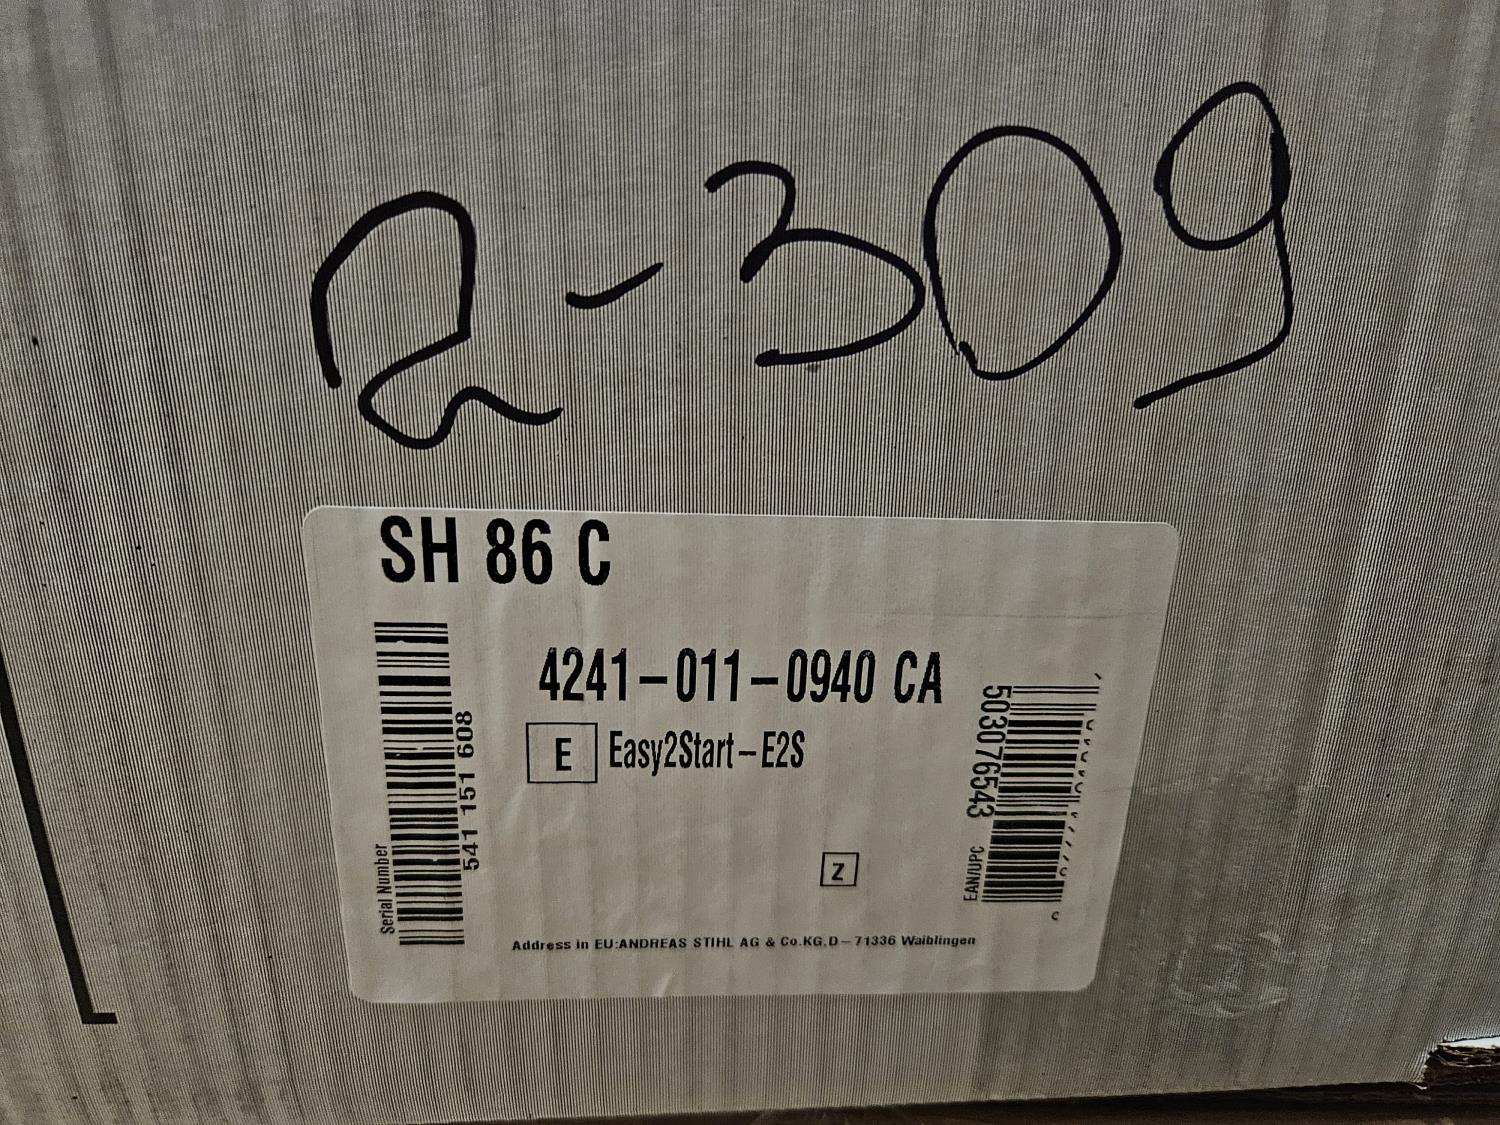 2-309
SH 86 C
4241-011-0940 CA
E Easy2Start-E2S
Serial Number
541 151 608
503076543
EAN/UPC
Z
Address in EU:ANDREAS STIHL AG & Co.KG,D-71336 Waiblingen